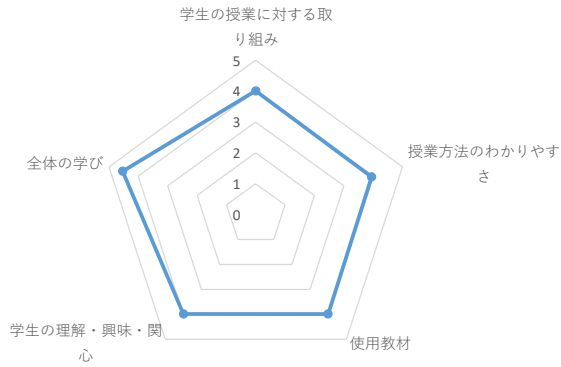 学生の授業に対する取
り組み
5
4
3
2
1
0
授業方法のわかりやす
さ
使用教材
学生の理解・興味・関
心
全体の学び